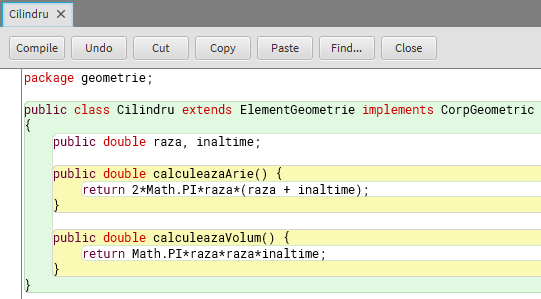 Cilindru ✕
Compile Undo Cut Copy Paste Find... Close
package geometrie;
public class Cilindru extends ElementGeometrie implements CorpGeometric
{
public double raza, inaltime;
public double calculeazaArie() {
return 2*Math.PI*raza*(raza + inaltime);
}
public double calculeazaVolum() {
return Math.PI*raza*raza*inaltime;
}
}